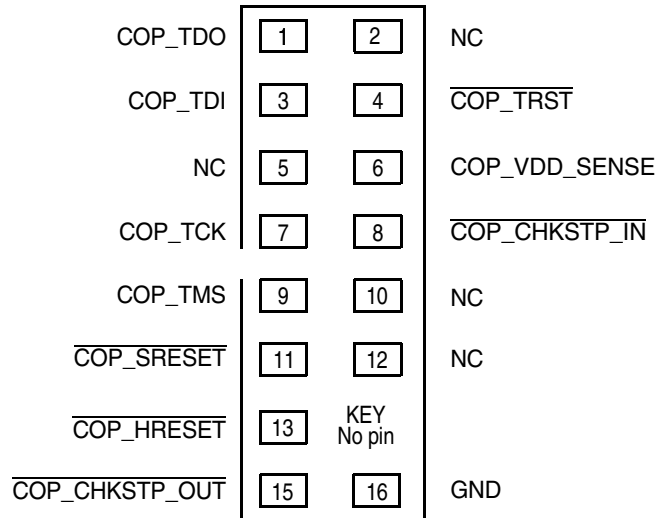 COP_TDO 1 2 NC
COP_TDI 3 4 COP_TRST
NC 5 6 COP_VDD_SENSE
COP_TCK 7 8 COP_CHKSTP_IN
COP_TMS 9 10 NC
COP_SRESET 11 12 NC
COP_HRESET 13 KEY
No pin
COP_CHKSTP_OUT 15 16 GND